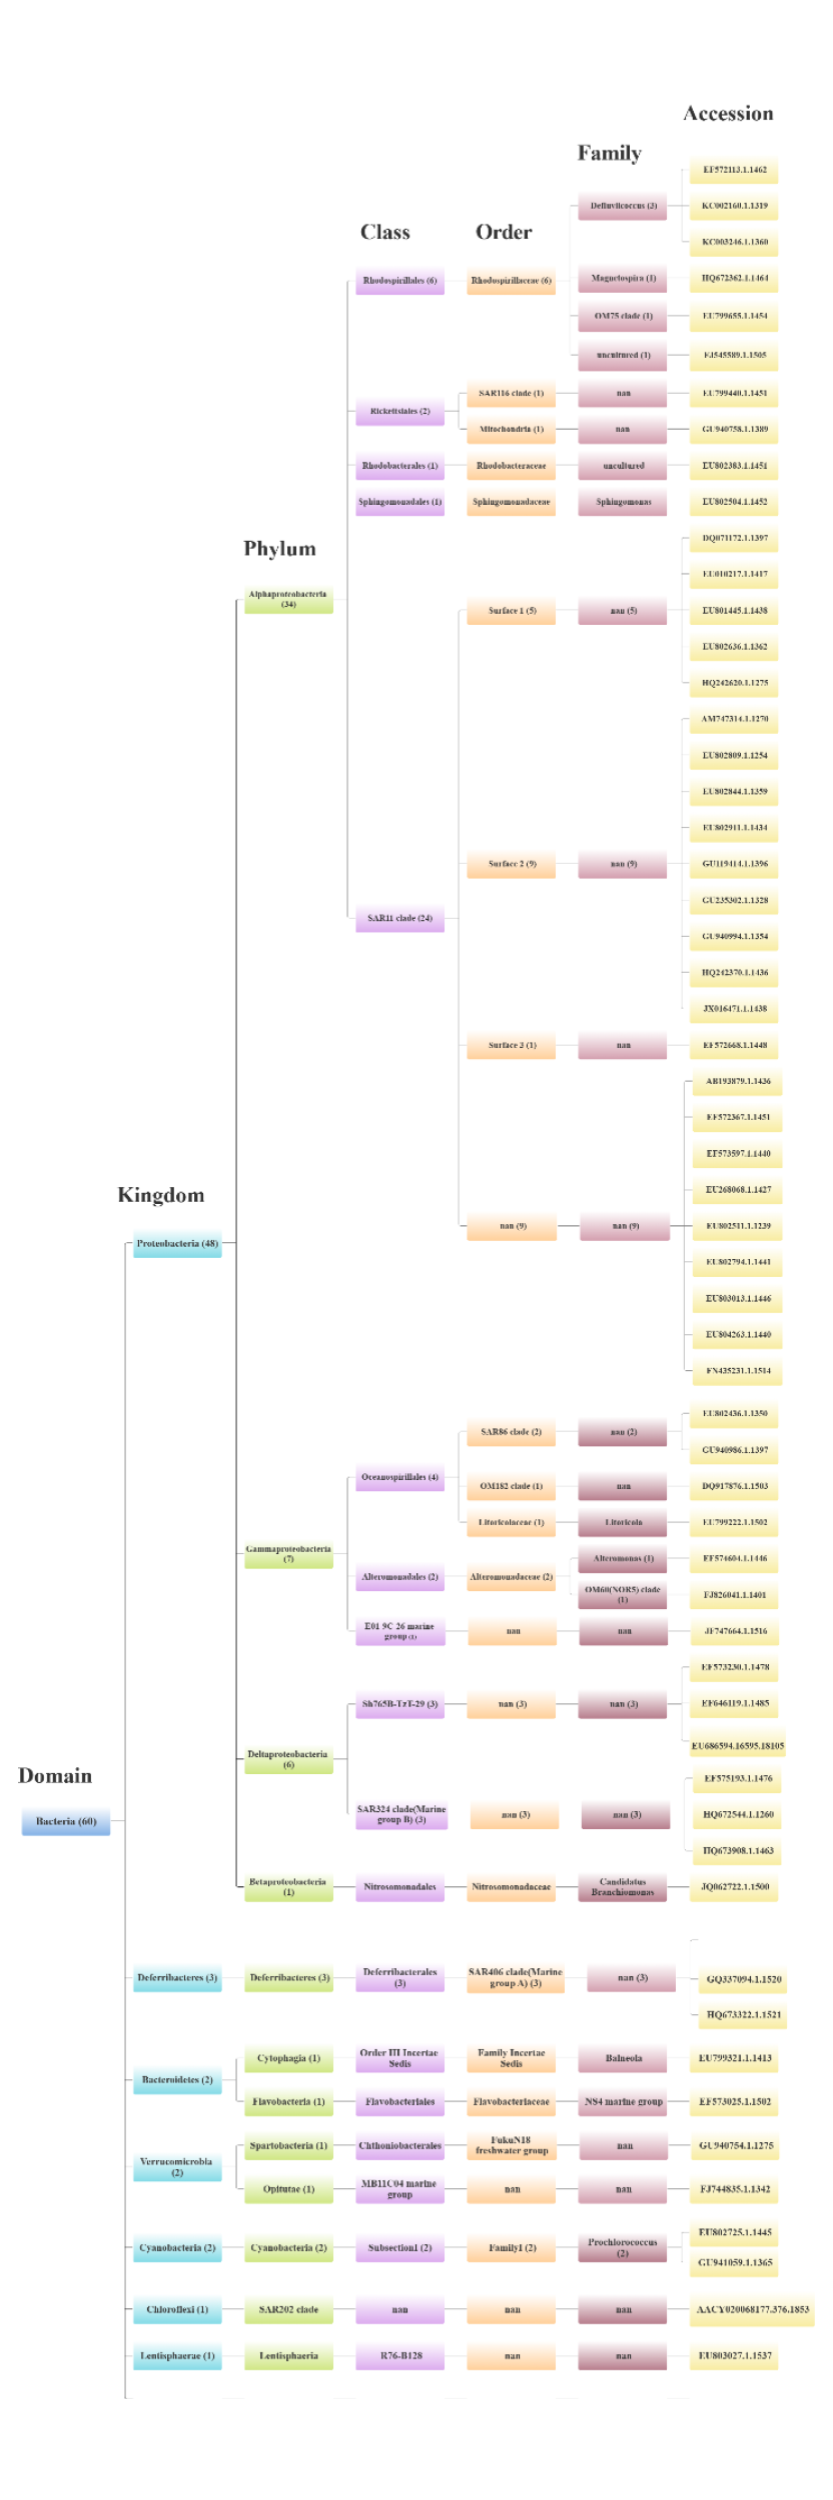 Accession
Family
EF572113.1.1462
Defluviicoccus (3)
KC002160.1.1319
Class
Order
KC003246.1.1360
Rhodospirillales (6)
Rhodospirillaceae (6)
Magnetospira (1)
HQ672362.1.1464
OM75 clade (1)
EU799655.1.1454
uncultured (1)
FJ545589.1.1505
SAR116 clade (1)
nan
EU799440.1.1451
Rickettsiales (2)
Mitochondria (1)
nan
GU940758.1.1389
Rhodobacterales (1)
Rhodobacteraceae
uncultured
EU802383.1.1451
Sphingomonadales (1)
Sphingomonadaceae
Sphingomonas
EU802504.1.1452
DQ071172.1.1397
Phylum
EU010217.1.1417
Alphaproteobacteria
(34)
Surface 1 (5)
nan (5)
EU801445.1.1438
EU802636.1.1362
HQ242620.1.1275
AM747314.1.1270
EU802809.1.1254
EU802844.1.1359
EU802911.1.1434
Surface 2 (9)
nan (9)
GU119414.1.1396
GU235302.1.1328
SAR11 clade (24)
GU940994.1.1354
HQ242370.1.1436
JX016471.1.1438
Surface 3 (1)
nan
EF572668.1.1448
AB193879.1.1436
EF572367.1.1451
EF573597.1.1440
Kingdom
EU268068.1.1427
nan (9)
nan (9)
EU802511.1.1239
Proteobacteria (48)
EU802794.1.1441
EU803013.1.1446
EU804263.1.1440
FN435231.1.1514
EU802436.1.1350
SAR86 clade (2)
nan (2)
GU940986.1.1397
Oceanospirillales (4)
OM182 clade (1)
nan
DQ917876.1.1503
Litoricolaceae (1)
Litoricola
EU799222.1.1502
Gammaproteobacteria
(7)
Alteromonas (1)
EF574604.1.1446
Alteromonadales (2)
Alteromonadaceae (2)
OM60(NOR5) clade
(1)
FJ826041.1.1401
E01 9C 26 marine
group (1)
nan
nan
JF747664.1.1516
EF573230.1.1478
Sh765B-TzT-29 (3)
nan (3)
nan (3)
EF646119.1.1485
Deltaproteobacteria
(6)
EU686594.16595.18105
Domain
EF575193.1.1476
SAR324 clade(Marine
group B) (3)
nan (3)
nan (3)
HQ672544.1.1260
Bacteria (60)
HQ673908.1.1463
Betaproteobacteria
(1)
Nitrosomonadales
Nitrosomonadaceae
Candidatus
Branchiomonas
JQ062722.1.1500
Deferribacteres (3)
Deferribacteres (3)
Deferribacterales
(3)
SAR406 clade(Marine
group A) (3)
nan (3)
GQ337094.1.1520
HQ673322.1.1521
Bacteroidetes (2)
Cytophagia (1)
Order III Incertae
Sedis
Family Incertae
Sedis
Balneola
EU799321.1.1413
Flavobacteria (1)
Flavobacteriales
Flavobacteriaceae
NS4 marine group
EF573025.1.1502
Verrucomicrobia
(2)
Spartobacteria (1)
Chthoniobacterales
FukuN18
freshwater group
nan
GU940754.1.1275
Opitutae (1)
MB11C04 marine
group
nan
nan
FJ744835.1.1342
EU802725.1.1445
Cyanobacteria (2)
Cyanobacteria (2)
SubsectionI (2)
FamilyI (2)
Prochlorococcus
(2)
GU941059.1.1365
Chloroflexi (1)
SAR202 clade
nan
nan
nan
AACY020068177.376.1853
Lentisphaerae (1)
Lentisphaeria
R76-B128
nan
nan
EU803027.1.1537